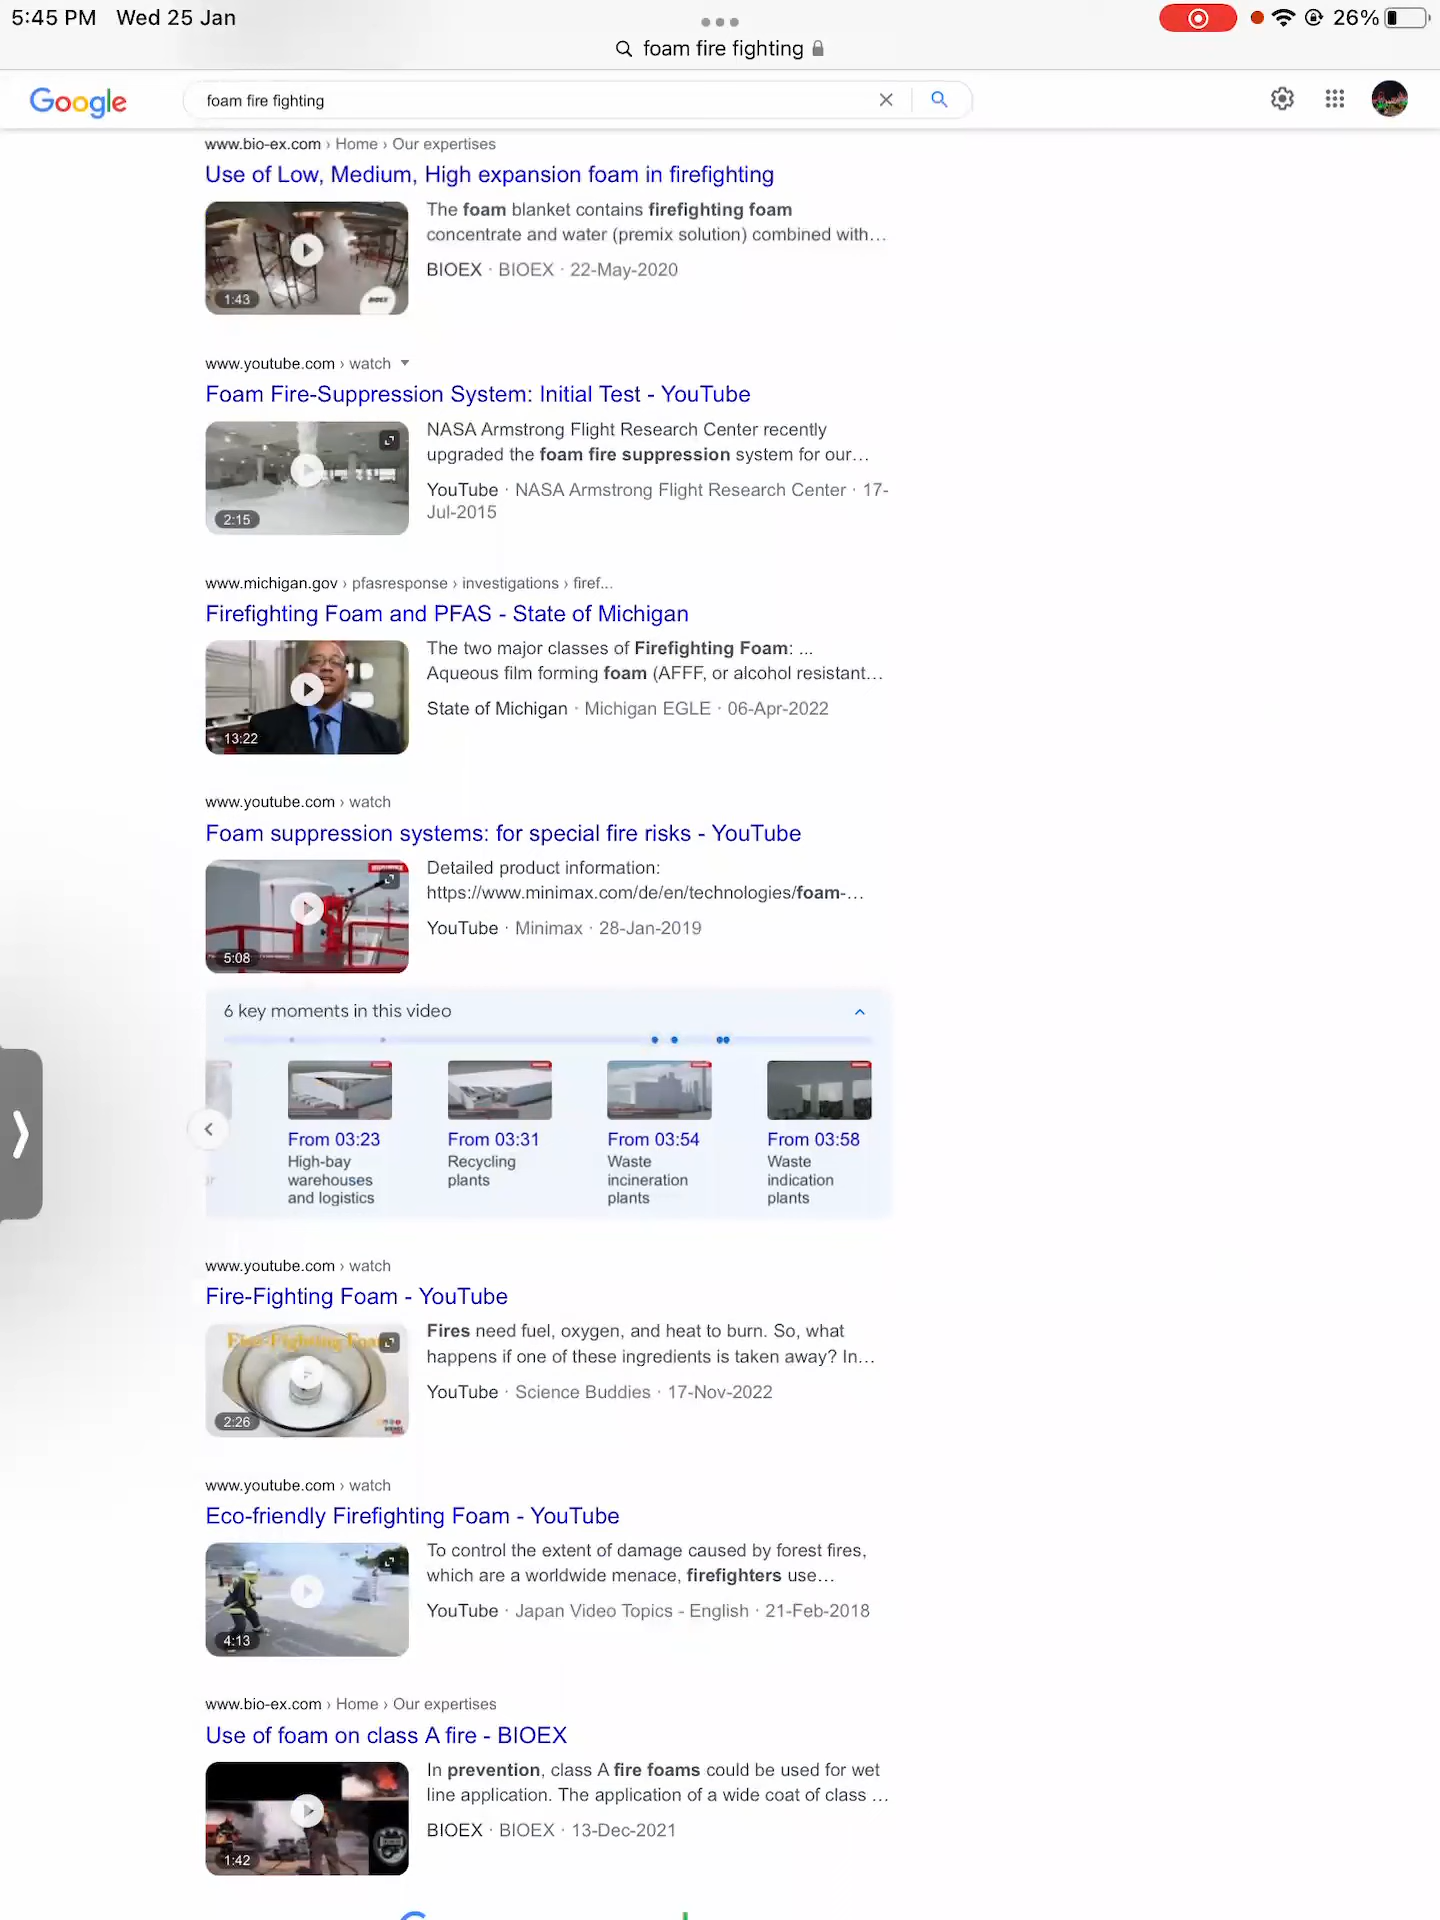 5:45 PM Wed 25 Jan
26%
foam fire fighting
Google
foam fire fighting
www.bio-ex.com › Home › Our expertises
Use of Low, Medium, High expansion foam in firefighting
The foam blanket contains firefighting foam
concentrate and water (premix solution) combined with...
BIOEX · BIOEX · 22-May-2020
1:43
BIOEX
www.youtube.com › watch
Foam Fire-Suppression System: Initial Test - YouTube
NASA Armstrong Flight Research Center recently
upgraded the foam fire suppression system for our...
YouTube · NASA Armstrong Flight Research Center · 17-
Jul-2015
2:15
www.michigan.gov › pfasresponse › investigations › firef...
Firefighting Foam and PFAS - State of Michigan
The two major classes of Firefighting Foam: ...
Aqueous film forming foam (AFFF, or alcohol resistant...
State of Michigan · Michigan EGLE · 06-Apr-2022
13:22
www.youtube.com › watch
Foam suppression systems: for special fire risks - YouTube
Detailed product information:
https://www.minimax.com/de/en/technologies/foam-...
YouTube · Minimax · 28-Jan-2019
5:08
6 key moments in this video
From 03:23
High-bay
warehouses
and logistics
From 03:31
Recycling
plants
From 03:54
Waste
incineration
plants
From 03:58
Waste
indication
plants
www.youtube.com › watch
Fire-Fighting Foam - YouTube
Fire-Fighting Foam
Fires need fuel, oxygen, and heat to burn. So, what
happens if one of these ingredients is taken away? In...
YouTube · Science Buddies · 17-Nov-2022
2:26
www.youtube.com › watch
Eco-friendly Firefighting Foam - YouTube
To control the extent of damage caused by forest fires,
which are a worldwide menace, firefighters use...
YouTube · Japan Video Topics - English · 21-Feb-2018
4:13
www.bio-ex.com › Home › Our expertises
Use of foam on class A fire - BIOEX
In prevention, class A fire foams could be used for wet
line application. The application of a wide coat of class ...
BIOEX · BIOEX · 13-Dec-2021
1:42